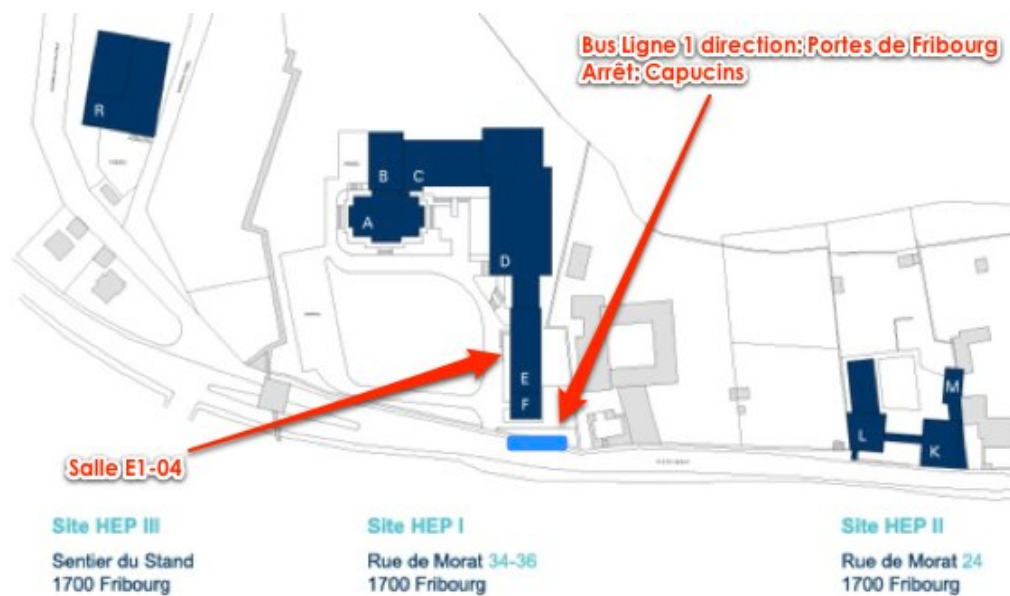 Bus Ligne 1 direction: Portes de Fribourg
Arrêt: Capucins
R
B
C
A
D
E
F
M
L
K
Salle E1-04
Site HEP III
Sentier du Stand
1700 Fribourg
Site HEP I
Rue de Morat 34-36
1700 Fribourg
Site HEP II
Rue de Morat 24
1700 Fribourg